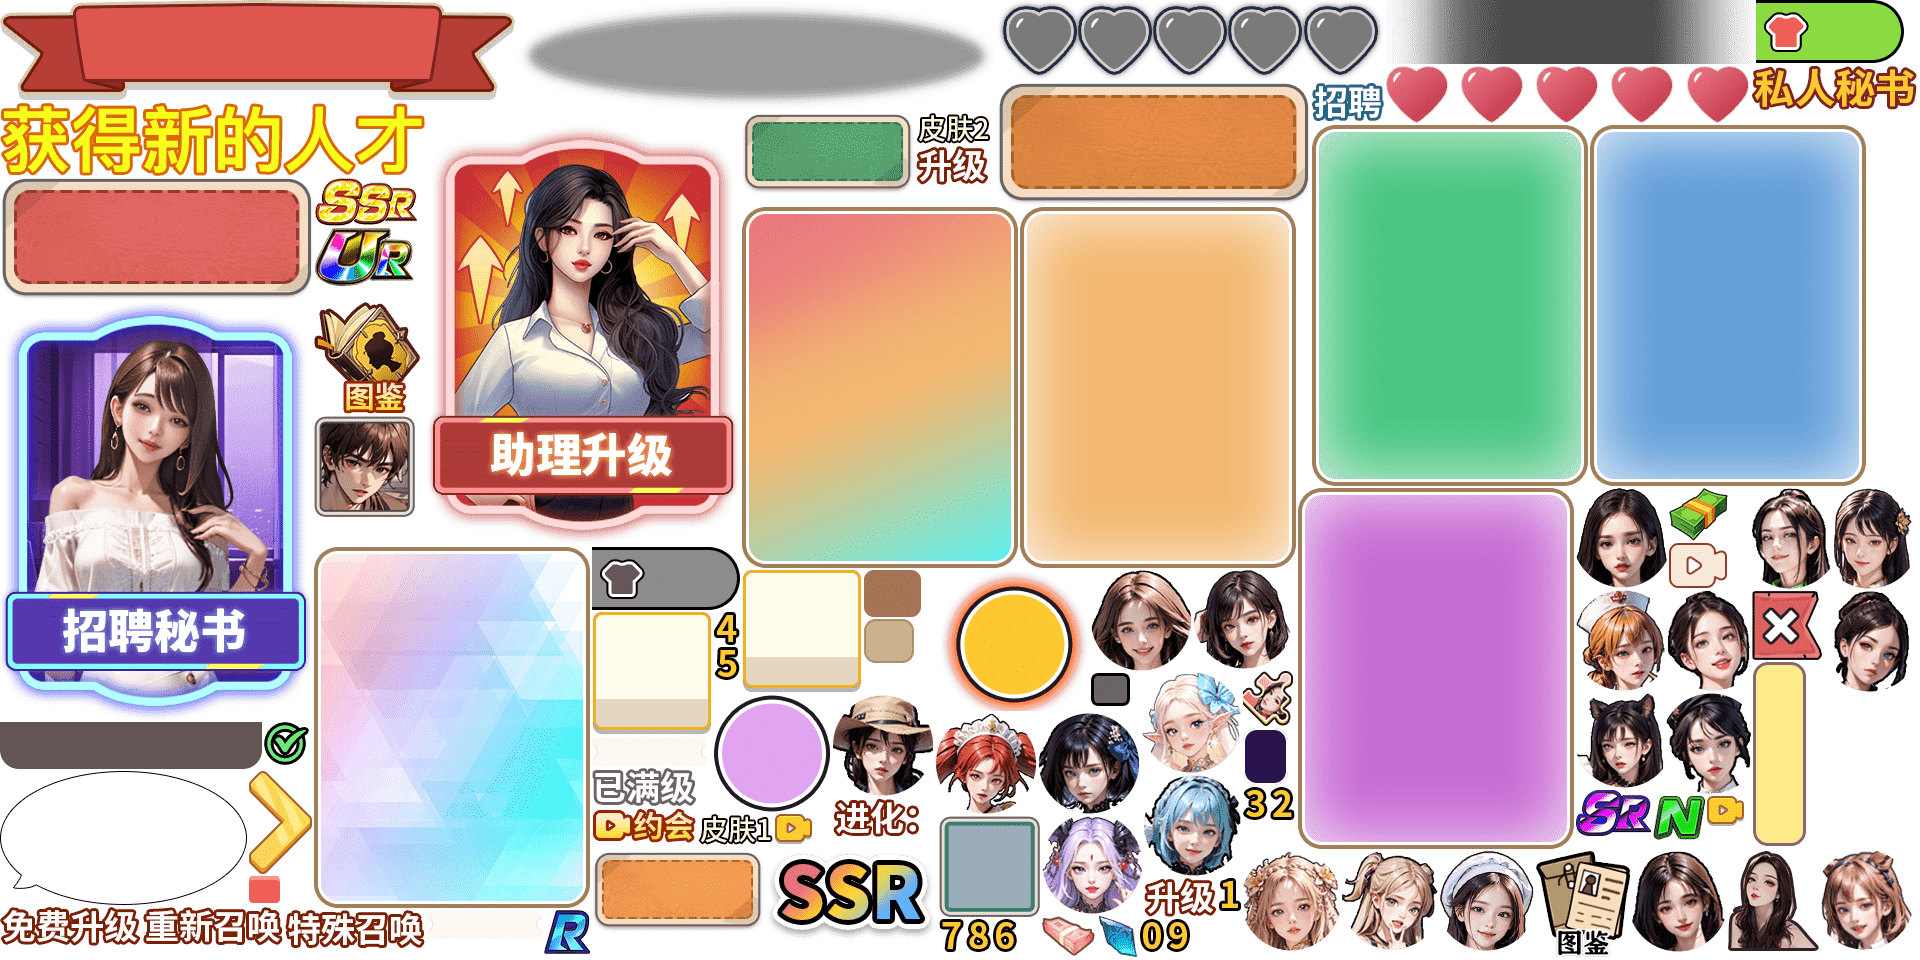 获得新的人才
SSR
UR
图鉴
招聘秘书
助理升级
皮肤2
升级
招聘
私人秘书
4
5
已满级
约会
皮肤1
进化:
SSR
R
免费升级
重新召唤
特殊召唤
786
32
升级
1
09
SR
N
图鉴